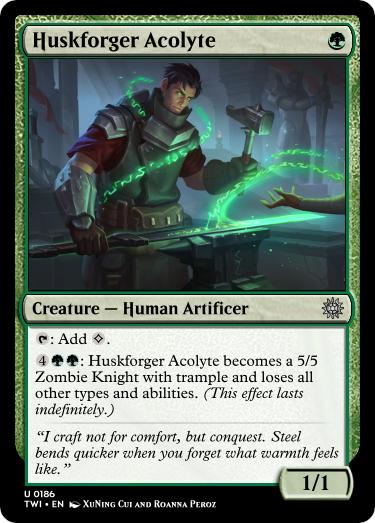 Huskforger Acolyte
Creature — Human Artificer
: Add .
4 : Huskforger Acolyte becomes a 5/5
Zombie Knight with trample and loses all
other types and abilities. (This effect lasts
indefinitely.)
“I craft not for comfort, but conquest. Steel
bends quicker when you forget what warmth feels
like.”
1/1
U 0186
TWI • EN XuNing Cui and Roanna Peroz